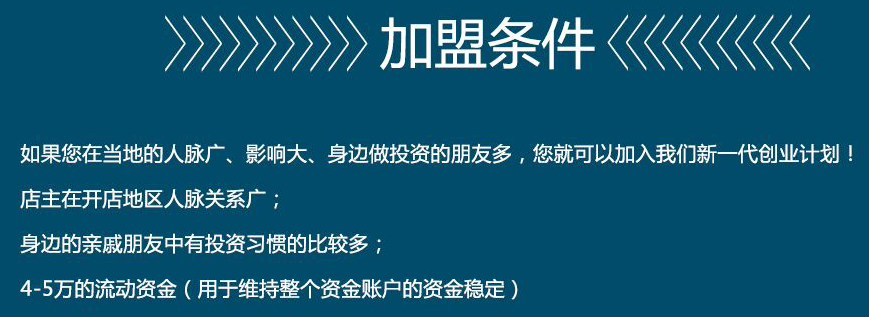 加盟条件
如果您在当地的人脉广、影响大、身边做投资的朋友多，您就可以加入我们新一代创业计划！
店主在开店地区人脉关系广；
身边的亲戚朋友中有投资习惯的比较多；
4-5万的流动资金（用于维持整个资金账户的资金稳定）